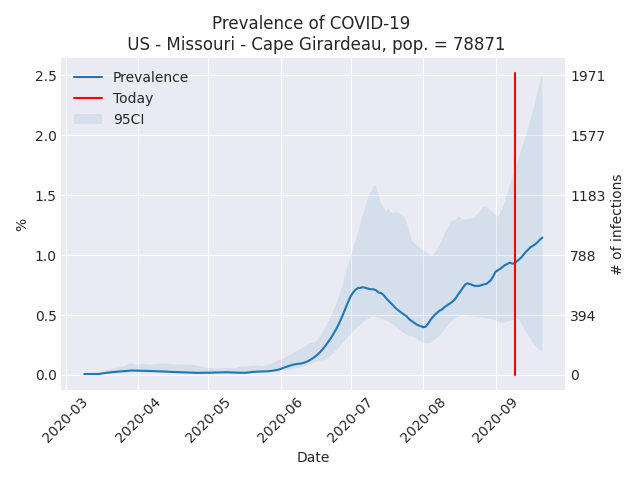 Prevalence of COVID-19
US - Missouri - Cape Girardeau, pop. = 78871
Prevalence
Today
95CI
2.5
2.0
1.5
1.0
0.5
0.0
%
1971
1577
1183
788
394
0
# of infections
2020-03
2020-04
2020-05
2020-06
2020-07
2020-08
2020-09
Date